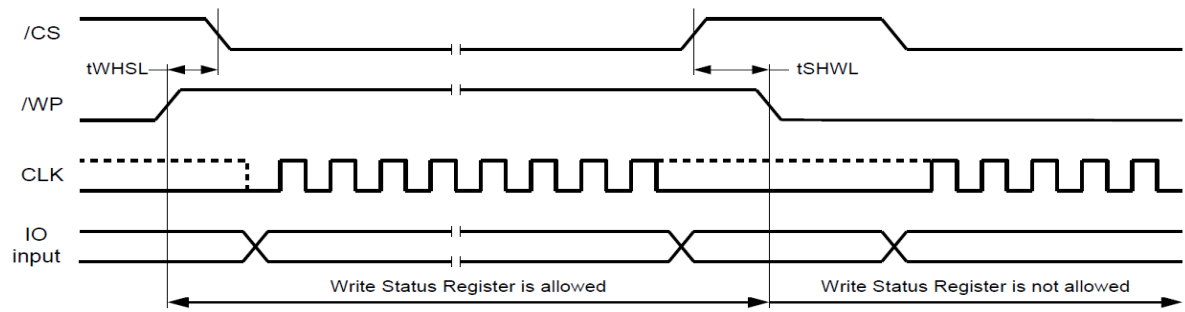 /CS
tWHSL
tSHWL
/WP
CLK
IO
input
Write Status Register is allowed
Write Status Register is not allowed